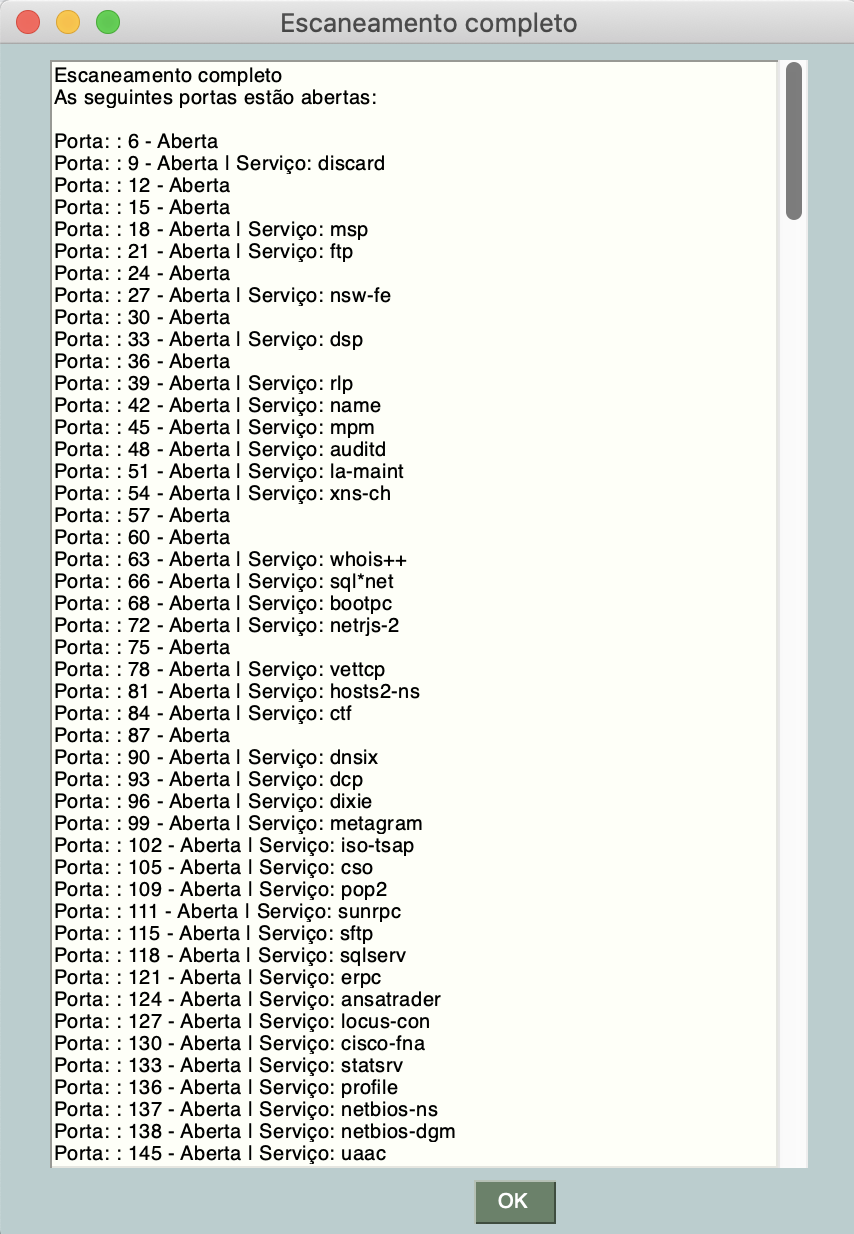 Escaneamento completo
Escaneamento completo
As seguintes portas estão abertas:
Porta: : 6 - Aberta
Porta: : 9 - Aberta | Serviço: discard
Porta: : 12 - Aberta
Porta: : 15 - Aberta
Porta: : 18 - Aberta | Serviço: msp
Porta: : 21 - Aberta | Serviço: ftp
Porta: : 24 - Aberta
Porta: : 27 - Aberta | Serviço: nsw-fe
Porta: : 30 - Aberta
Porta: : 33 - Aberta | Serviço: dsp
Porta: : 36 - Aberta
Porta: : 39 - Aberta | Serviço: rlp
Porta: : 42 - Aberta | Serviço: name
Porta: : 45 - Aberta | Serviço: mpm
Porta: : 48 - Aberta | Serviço: auditd
Porta: : 51 - Aberta | Serviço: la-maint
Porta: : 54 - Aberta | Serviço: xns-ch
Porta: : 57 - Aberta
Porta: : 60 - Aberta
Porta: : 63 - Aberta | Serviço: whois++
Porta: : 66 - Aberta | Serviço: sql*net
Porta: : 68 - Aberta | Serviço: bootpc
Porta: : 72 - Aberta | Serviço: netrjs-2
Porta: : 75 - Aberta
Porta: : 78 - Aberta | Serviço: vettcp
Porta: : 81 - Aberta | Serviço: hosts2-ns
Porta: : 84 - Aberta | Serviço: ctf
Porta: : 87 - Aberta
Porta: : 90 - Aberta | Serviço: dnsix
Porta: : 93 - Aberta | Serviço: dcp
Porta: : 96 - Aberta | Serviço: dixie
Porta: : 99 - Aberta | Serviço: metagram
Porta: : 102 - Aberta | Serviço: iso-tsap
Porta: : 105 - Aberta | Serviço: cso
Porta: : 109 - Aberta | Serviço: pop2
Porta: : 111 - Aberta | Serviço: sunrpc
Porta: : 115 - Aberta | Serviço: sftp
Porta: : 118 - Aberta | Serviço: sqlserv
Porta: : 121 - Aberta | Serviço: erpc
Porta: : 124 - Aberta | Serviço: ansatrader
Porta: : 127 - Aberta | Serviço: locus-con
Porta: : 130 - Aberta | Serviço: cisco-fna
Porta: : 133 - Aberta | Serviço: statsrv
Porta: : 136 - Aberta | Serviço: profile
Porta: : 137 - Aberta | Serviço: netbios-ns
Porta: : 138 - Aberta | Serviço: netbios-dgm
Porta: : 145 - Aberta | Serviço: uaac
OK